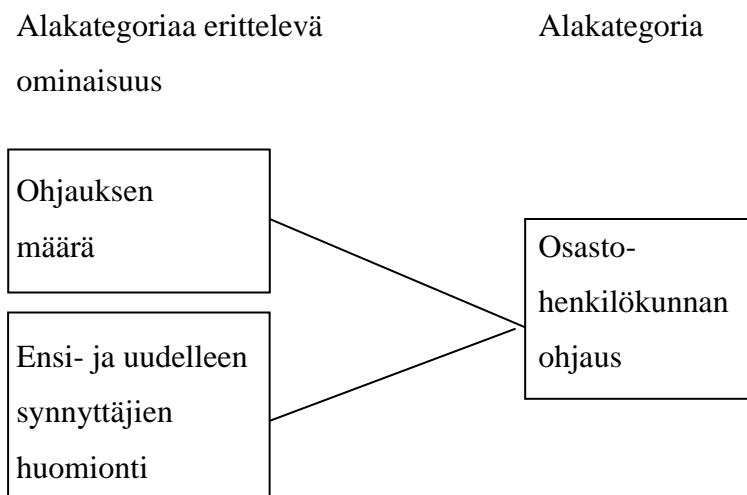 Alakategoriaa erittelevä
ominaisuus
Alakategoria
Ohjauksen
määrä
Ensi- ja uudelleen
synnyttäjien
huomionti
Osasto-
henkilökunnan
ohjaus